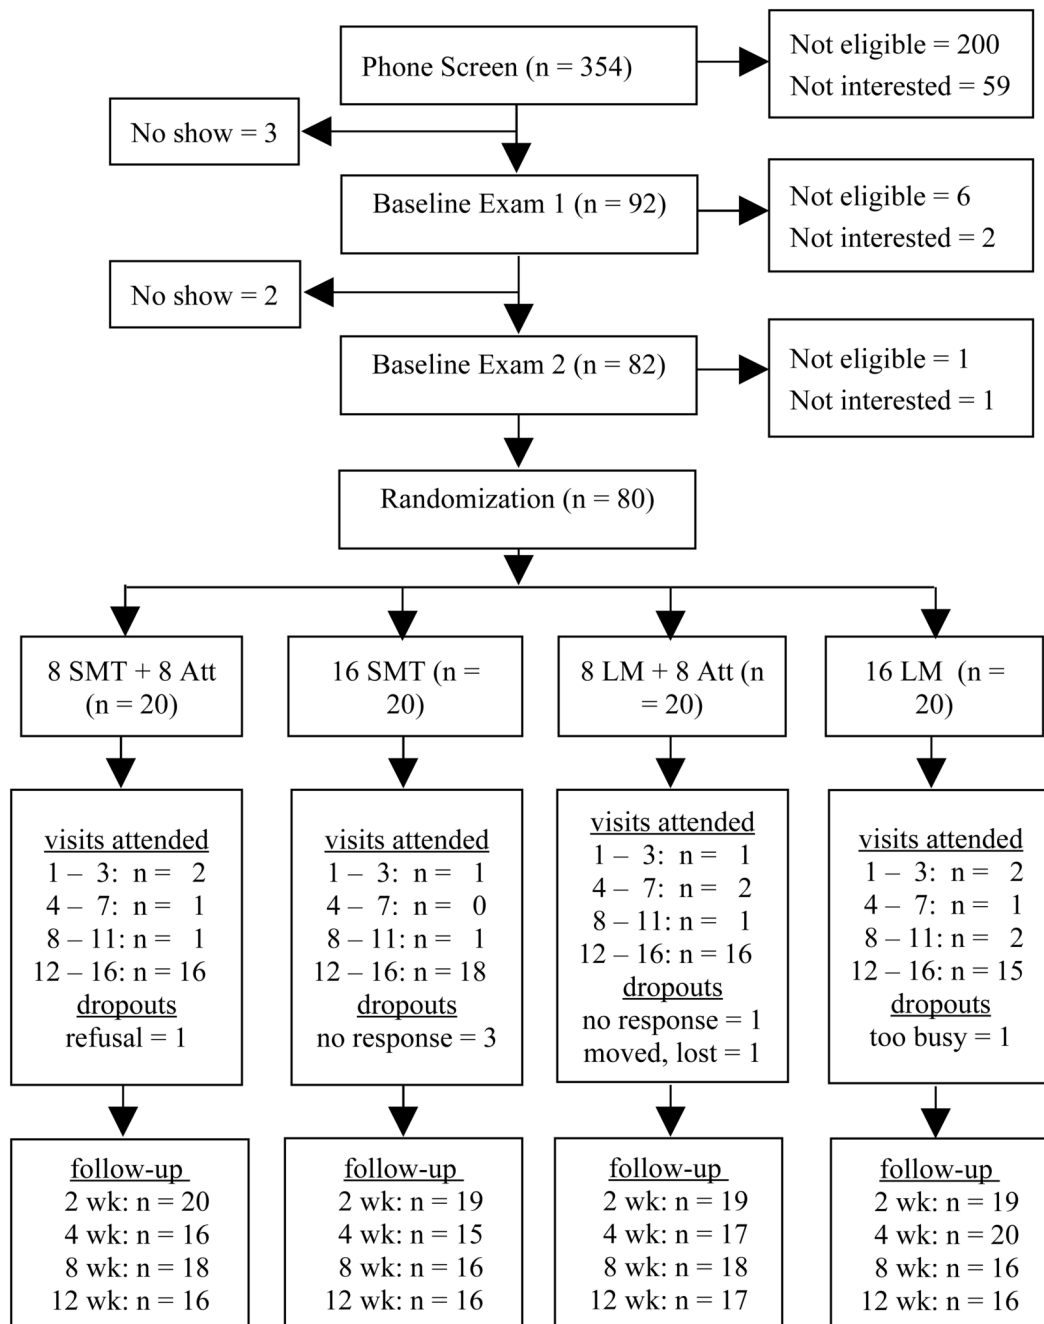 Phone Screen (n = 354)
Not eligible = 200
Not interested = 59
No show = 3
Baseline Exam 1 (n = 92)
Not eligible = 6
Not interested = 2
No show = 2
Baseline Exam 2 (n = 82)
Not eligible = 1
Not interested = 1
Randomization (n = 80)
8 SMT + 8 Att
(n = 20)
16 SMT (n =
20)
8 LM + 8 Att (n
= 20)
16 LM  (n =
20)
visits attended
1 – 3: n = 2
4 – 7: n = 1
8 – 11: n = 1
12 – 16: n = 16
dropouts
refusal = 1
visits attended
1 – 3: n = 1
4 – 7: n = 0
8 – 11: n = 1
12 – 16: n = 18
dropouts
no response = 3
visits attended
1 – 3: n = 1
4 – 7: n = 2
8 – 11: n = 1
12 – 16: n = 16
dropouts
no response = 1
moved, lost = 1
visits attended
1 – 3: n = 2
4 – 7: n = 1
8 – 11: n = 2
12 – 16: n = 15
dropouts
too busy = 1
follow-up
2 wk: n = 20
4 wk: n = 16
8 wk: n = 18
12 wk: n = 16
follow-up
2 wk: n = 19
4 wk: n = 15
8 wk: n = 16
12 wk: n = 16
follow-up
2 wk: n = 19
4 wk: n = 17
8 wk: n = 18
12 wk: n = 17
follow-up
2 wk: n = 19
4 wk: n = 20
8 wk: n = 16
12 wk: n = 16